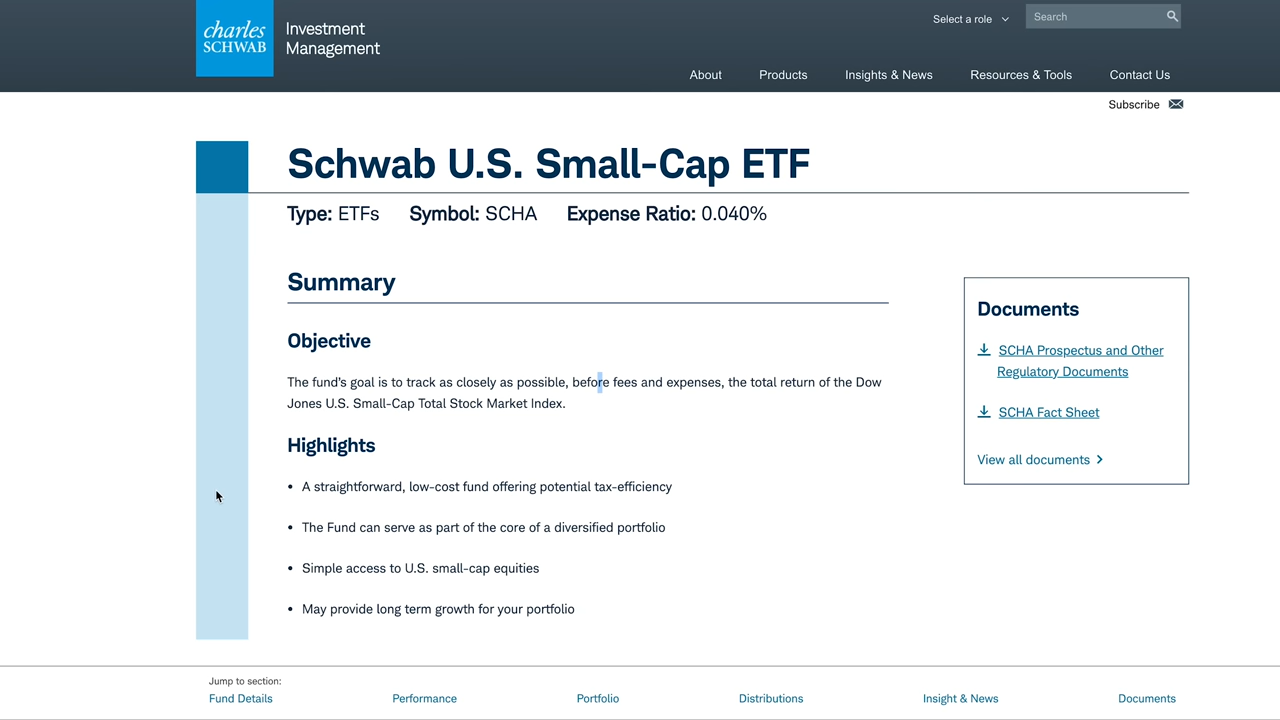 charles
SCHWAB
Investment
Management
Select a role
Search
About Products Insights & News Resources & Tools Contact Us
Subscribe
Schwab U.S. Small-Cap ETF
Type: ETFs Symbol: SCHA Expense Ratio: 0.040%
Summary
Objective
The fund's goal is to track as closely as possible, before fees and expenses, the total return of the Dow
Jones U.S. Small-Cap Total Stock Market Index.
Highlights
• A straightforward, low-cost fund offering potential tax-efficiency
• The Fund can serve as part of the core of a diversified portfolio
• Simple access to U.S. small-cap equities
• May provide long term growth for your portfolio
Documents
SCHA Prospectus and Other
Regulatory Documents
SCHA Fact Sheet
View all documents
Jump to section:
Fund Details Performance Portfolio Distributions Insight & News Documents